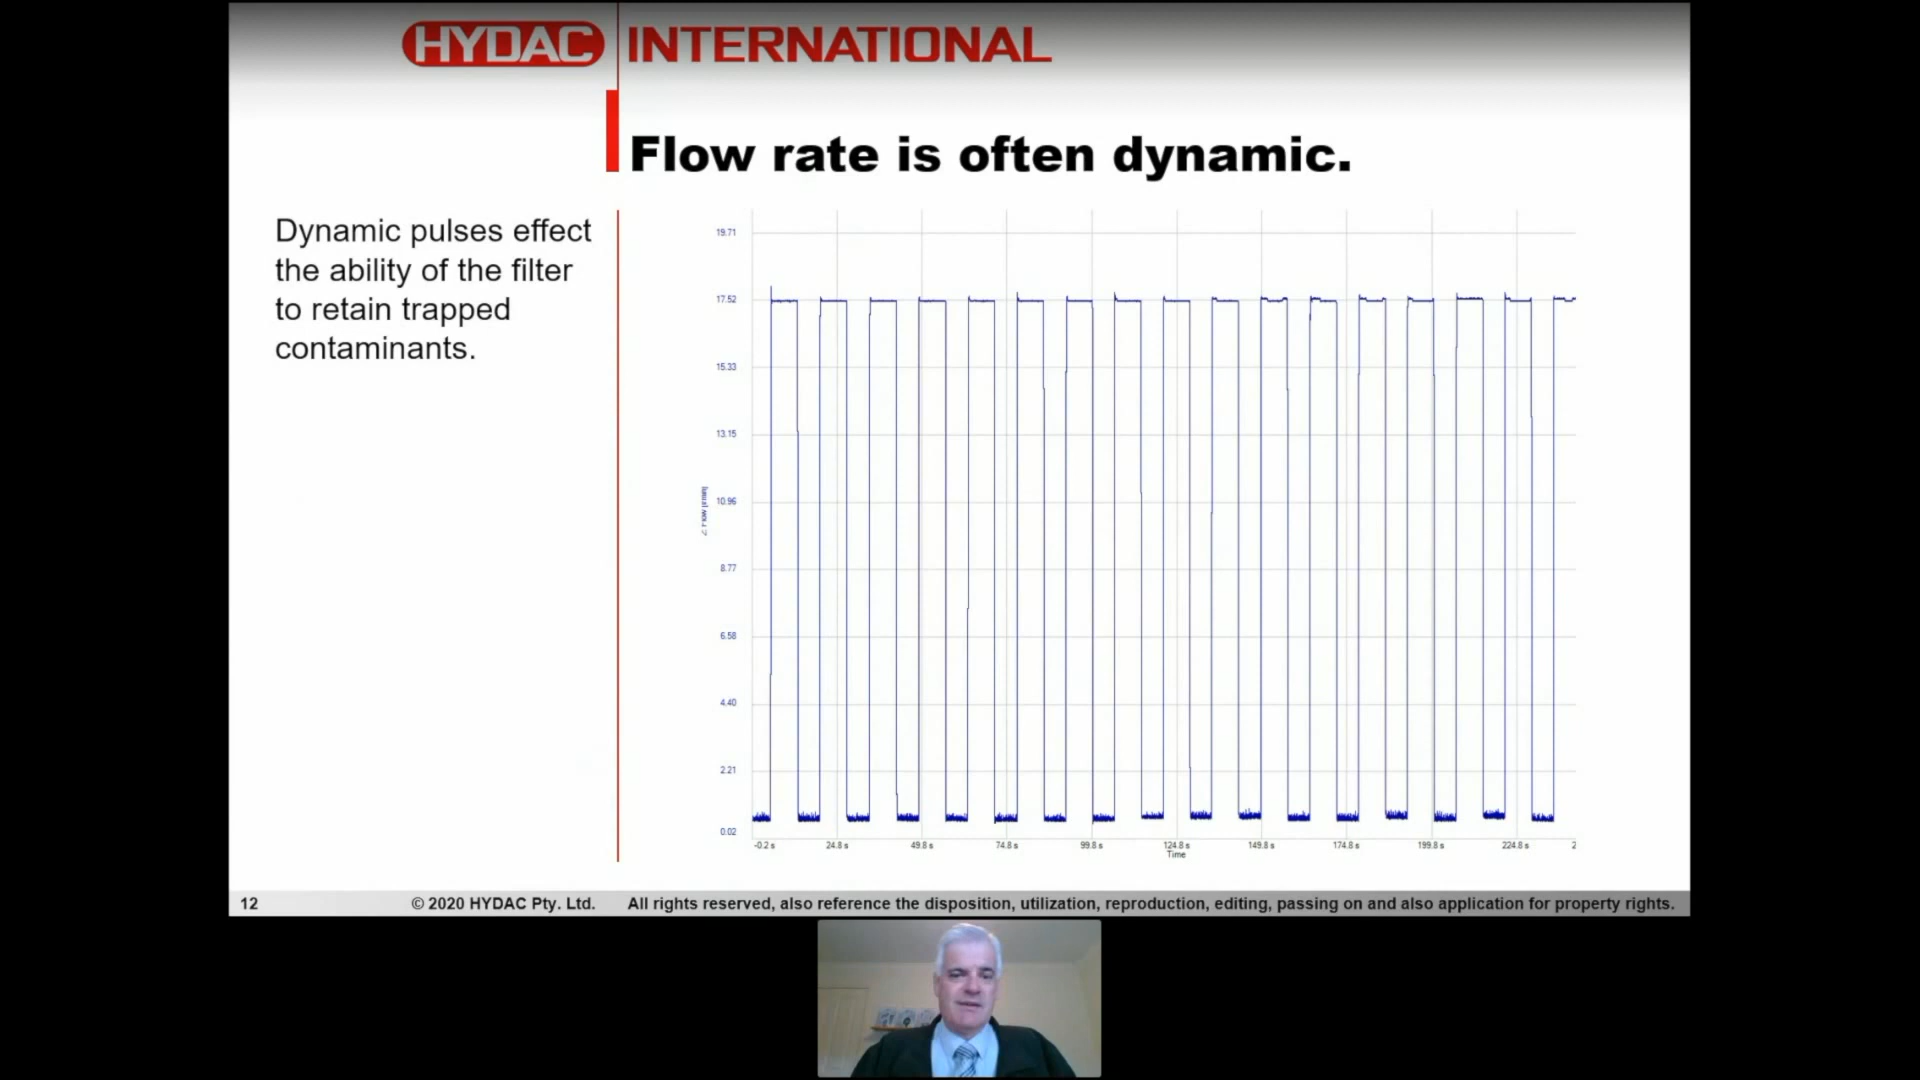 HYDAC INTERNATIONAL
Flow rate is often dynamic.
Dynamic pulses effect
the ability of the filter
to retain trapped
contaminants.
19.71
17.52
15.33
13.15
10.96
8.77
6.58
4.40
2.21
0.02
-0.2 s 24.8 s 49.8 s 74.8 s 99.8 s 124.8 s 149.8 s 174.8 s 199.8 s 224.8 s 2
Time
12 © 2020 HYDAC Pty. Ltd. All rights reserved, also reference the disposition, utilization, reproduction, editing, passing on and also application for property rights.